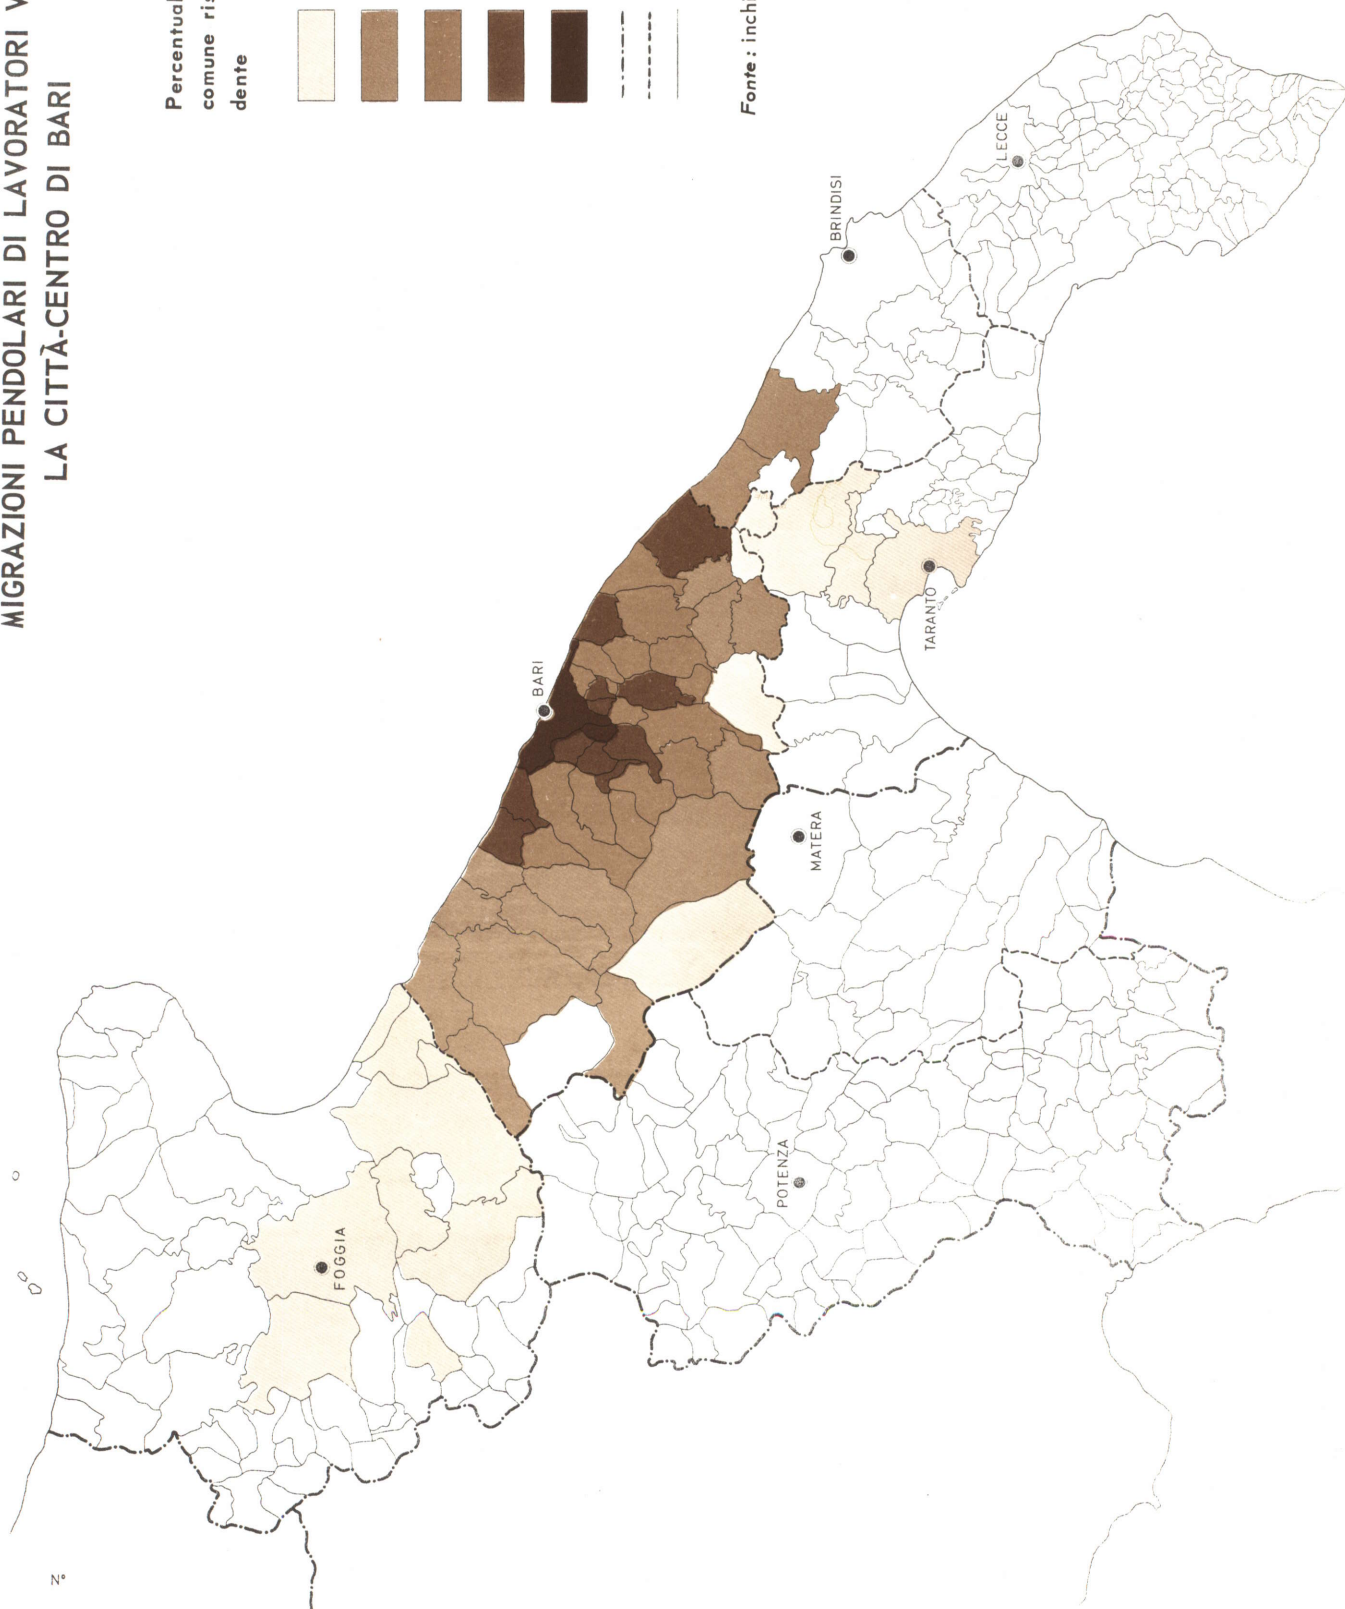 MIGRAZIONI PENDOLARI DI LAVORATORI
LA CITTÀ-CENTRO DI BARI
Percentual
comune ris
dente
Fonte : inchi
FOGGIA
BARI
BRINDISI
LECCE
TARANTO
MATERA
POTENZA
N°